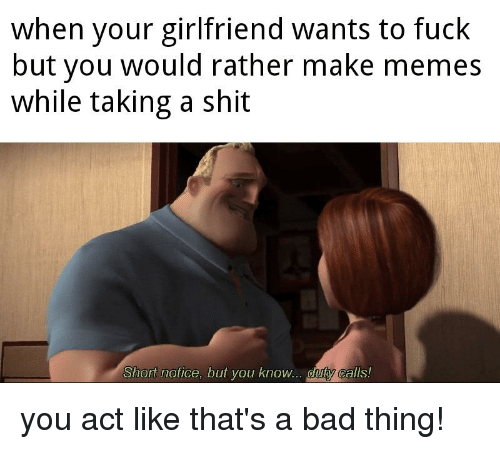 when your girlfriend wants to fuck
but you would rather make memes
while taking a shit
Short notice, but you know... duty calls!
you act like that's a bad thing!